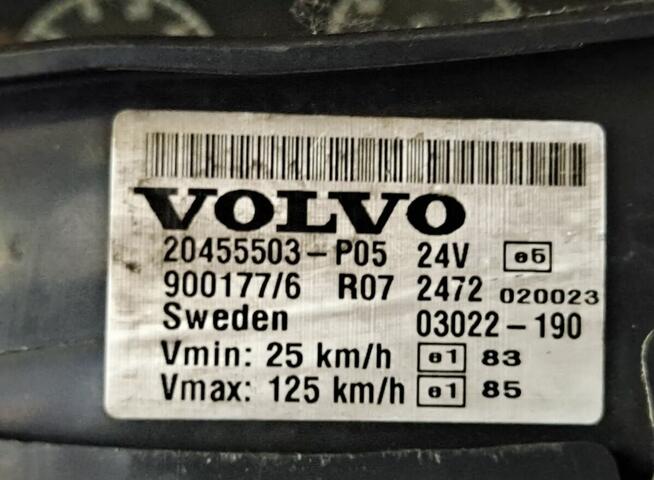 VOLVO
20455503-P05 24V e5
900177/6 R07 2472 020023
Sweden 03022-190
Vmin: 25 km/h e1 83
Vmax: 125 km/h e1 85